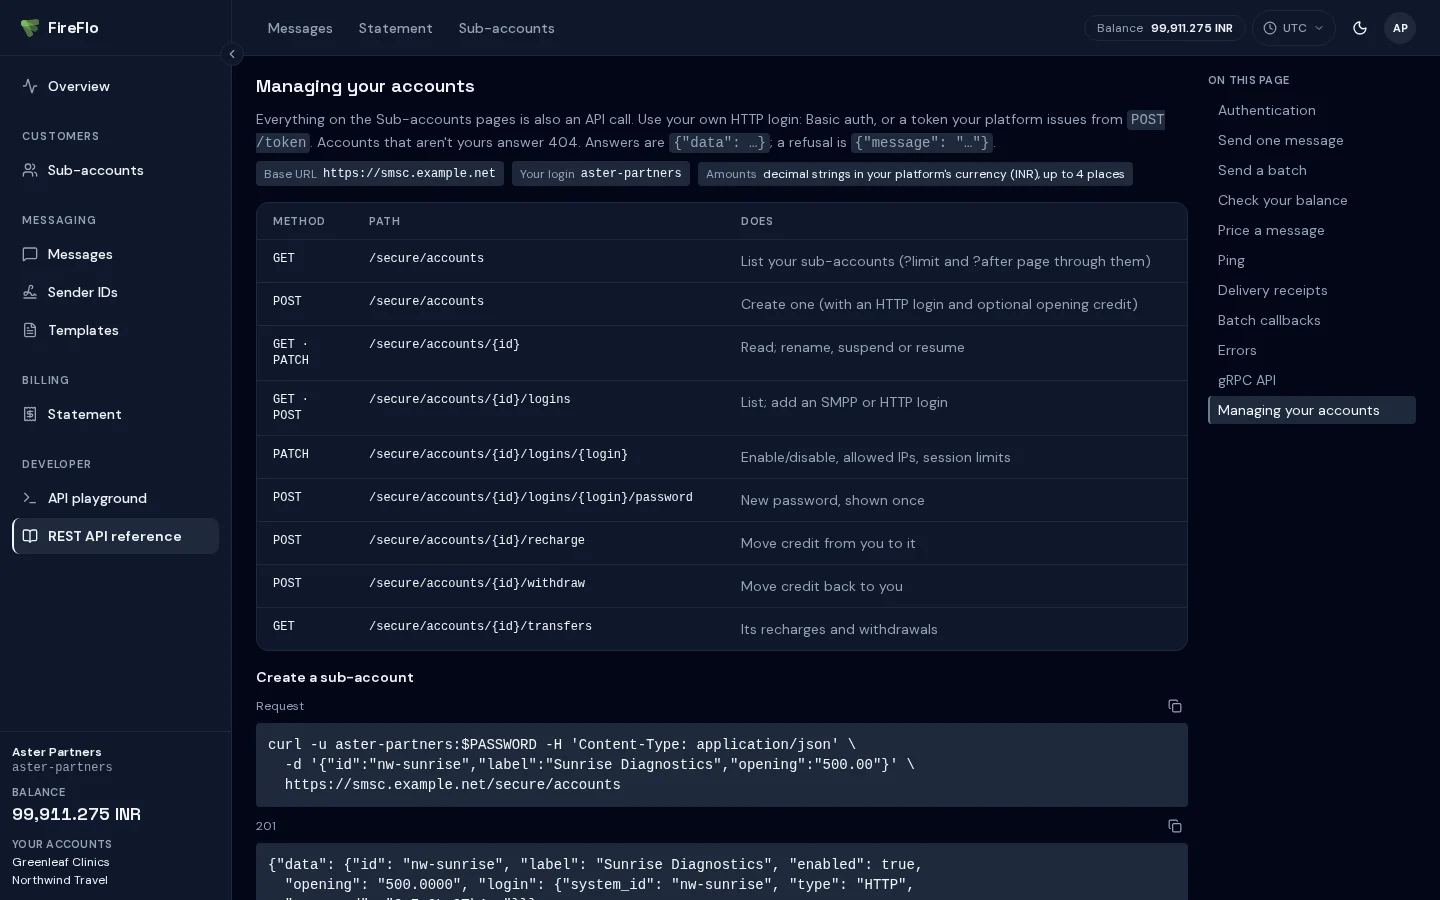 FireFlo
Messages Statement Sub-accounts
Balance 99,911.275 INR
UTC
AP
Overview
CUSTOMERS
Sub-accounts
MESSAGING
Messages
Sender IDs
Templates
BILLING
Statement
DEVELOPER
API playground
REST API reference
Aster Partners
aster-partners
BALANCE
99,911.275 INR
YOUR ACCOUNTS
Greenleaf Clinics
Northwind Travel
Managing your accounts
Everything on the Sub-accounts pages is also an API call. Use your own HTTP login: Basic auth, or a token your platform issues from POST
/token. Accounts that aren't yours answer 404. Answers are {"data": …}; a refusal is {"message": "…"}.
Base URL https://smsc.example.net Your login aster-partners Amounts decimal strings in your platform's currency (INR), up to 4 places
METHOD PATH DOES
GET /secure/accounts List your sub-accounts (?limit and ?after page through them)
POST /secure/accounts Create one (with an HTTP login and optional opening credit)
GET · /secure/accounts/{id} Read; rename, suspend or resume
PATCH
GET · /secure/accounts/{id}/logins List; add an SMPP or HTTP login
POST
PATCH /secure/accounts/{id}/logins/{login} Enable/disable, allowed IPs, session limits
POST /secure/accounts/{id}/logins/{login}/password New password, shown once
POST /secure/accounts/{id}/recharge Move credit from you to it
POST /secure/accounts/{id}/withdraw Move credit back to you
GET /secure/accounts/{id}/transfers Its recharges and withdrawals
Create a sub-account
Request
curl -u aster-partners:$PASSWORD -H 'Content-Type: application/json' \
-d '{"id":"nw-sunrise","label":"Sunrise Diagnostics","opening":"500.00"}' \
https://smsc.example.net/secure/accounts
201
{"data": {"id": "nw-sunrise", "label": "Sunrise Diagnostics", "enabled": true,
"opening": "500.0000", "login": {"system_id": "nw-sunrise", "type": "HTTP",
ON THIS PAGE
Authentication
Send one message
Send a batch
Check your balance
Price a message
Ping
Delivery receipts
Batch callbacks
Errors
gRPC API
Managing your accounts